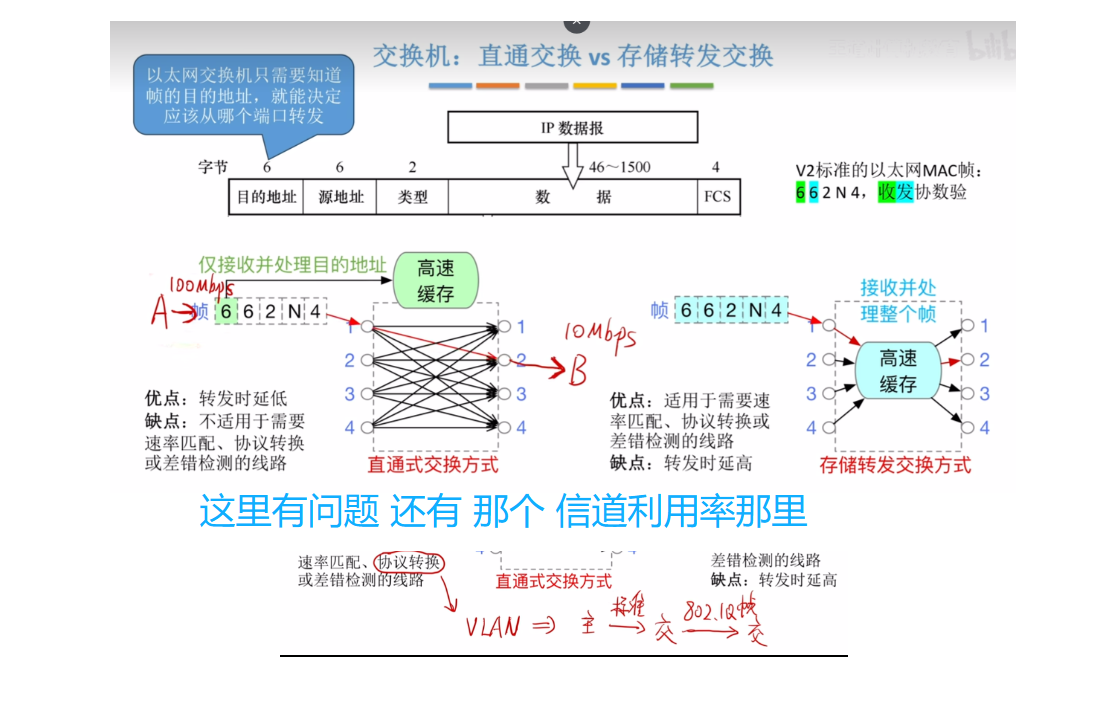 交换机：直通交换 vs 存储转发交换
bilib
以太网交换机只需要知道
帧的目的地址，就能决定
应该从哪个端口转发
IP 数据报
字节 6 6 2 46～1500 4
目的地址 源地址 类型 数 据 FCS
V2标准的以太网MAC帧：
6 6 2 N 4，收发协数验
仅接收并处理目的地址
高速
缓存
100Mbps
A 帧 6 6 2 N 4
1 1
2 2
3 3
4 4
10Mbps
B
优点：转发时延低
缺点：不适用于需要
速率匹配、协议转换
或差错检测的线路
直通式交换方式
帧 6 6 2 N 4
接收并处
理整个帧
高速
缓存
1 1
2 2
3 3
4 4
优点：适用于需要速
率匹配、协议转换或
差错检测的线路
缺点：转发时延高
存储转发交换方式
这里有问题 还有 那个 信道利用率那里
速率匹配、协议转换
或差错检测的线路
直通式交换方式
差错检测的线路
缺点：转发时延高
VLAN ⇒ 主 标准 交 802.1Q帧 交